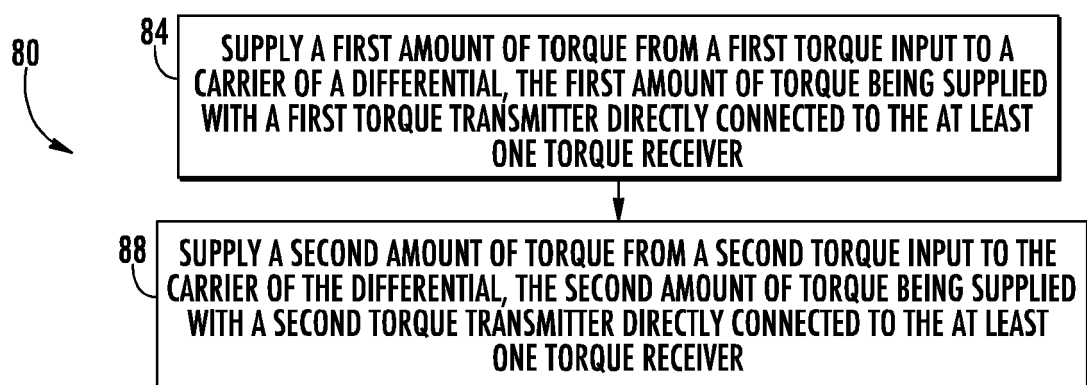 80
84
SUPPLY A FIRST AMOUNT OF TORQUE FROM A FIRST TORQUE INPUT TO A
CARRIER OF A DIFFERENTIAL, THE FIRST AMOUNT OF TORQUE BEING SUPPLIED
WITH A FIRST TORQUE TRANSMITTER DIRECTLY CONNECTED TO THE AT LEAST
ONE TORQUE RECEIVER
88
SUPPLY A SECOND AMOUNT OF TORQUE FROM A SECOND TORQUE INPUT TO THE
CARRIER OF THE DIFFERENTIAL, THE SECOND AMOUNT OF TORQUE BEING SUPPLIED
WITH A SECOND TORQUE TRANSMITTER DIRECTLY CONNECTED TO THE AT LEAST
ONE TORQUE RECEIVER